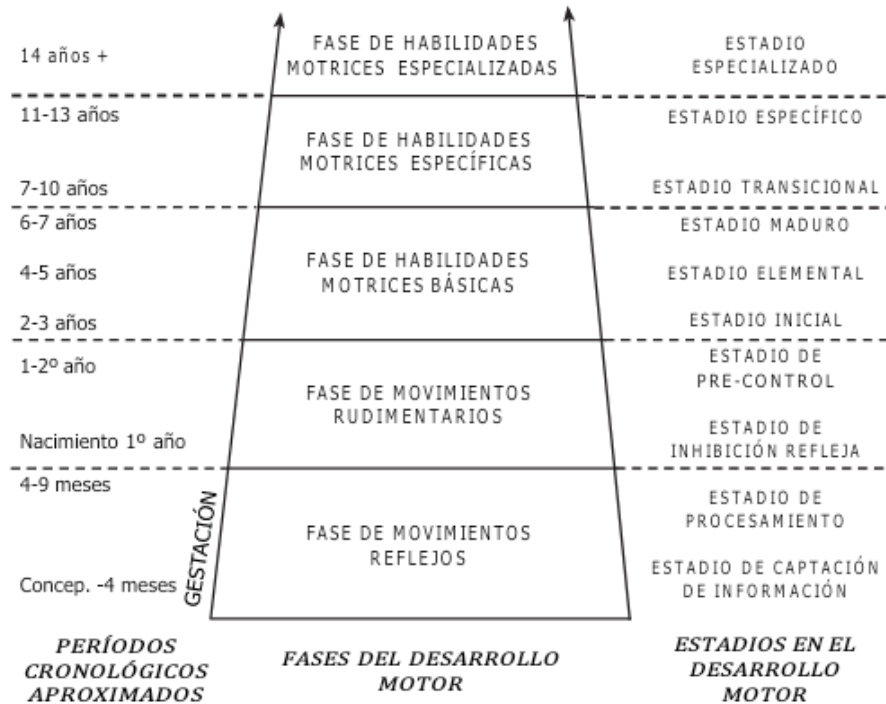 14 años +
FASE DE HABILIDADES
MOTRICES ESPECIALIZADAS
ESTADIO
ESPECIALIZADO
11-13 años
ESTADIO ESPECÍFICO
FASE DE HABILIDADES
MOTRICES ESPECÍFICAS
7-10 años
ESTADIO TRANSICIONAL
6-7 años
ESTADIO MADURO
FASE DE HABILIDADES
MOTRICES BÁSICAS
4-5 años
ESTADIO ELEMENTAL
2-3 años
ESTADIO INICIAL
1-2º año
ESTADIO DE
PRE-CONTROL
FASE DE MOVIMIENTOS
RUDIMENTARIOS
Nacimiento 1º año
ESTADIO DE
INHIBICIÓN REFLEJA
4-9 meses
ESTADIO DE
PROCESAMIENTO
GESTACIÓN
FASE DE MOVIMIENTOS
REFLEJOS
Concep. -4 meses
ESTADIO DE CAPTACIÓN
DE INFORMACIÓN
PERÍODOS
CRONOLÓGICOS
APROXIMADOS
FASES DEL DESARROLLO
MOTOR
ESTADIOS EN EL
DESARROLLO
MOTOR